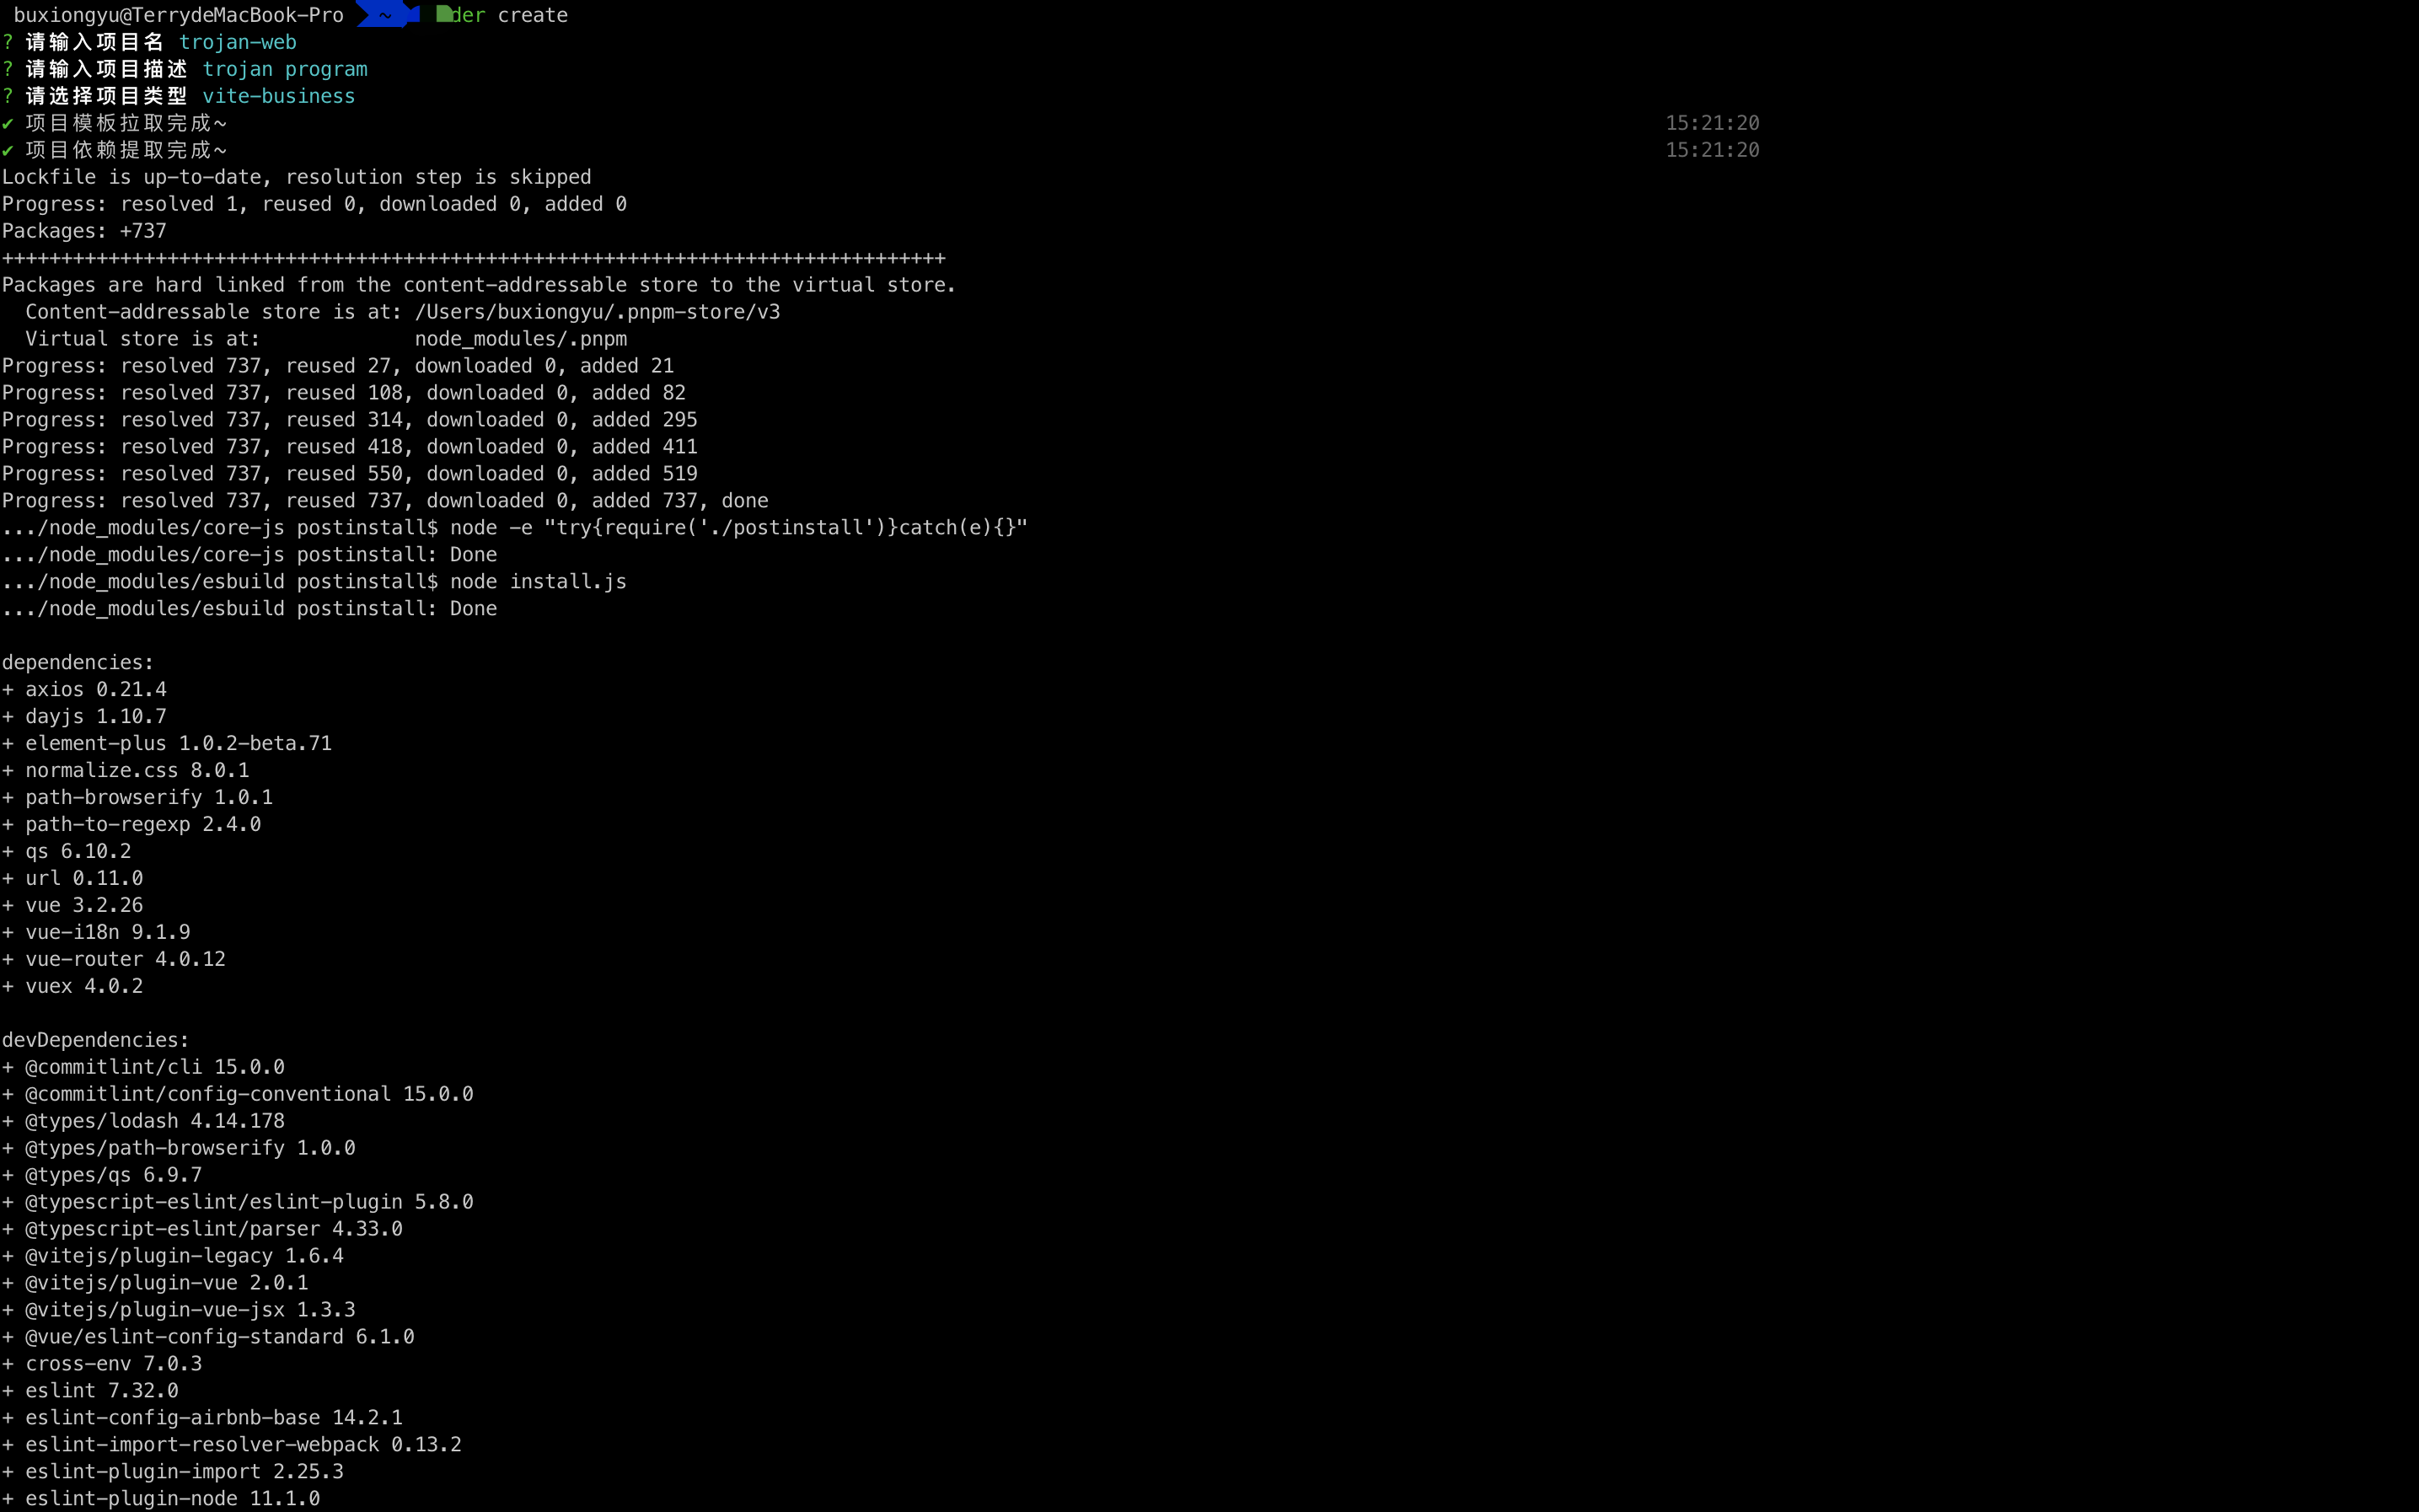 buxiongyu@TerrydeMacBook-Pro ~ der create
? 请输入项目名 trojan-web
? 请输入项目描述 trojan program
? 请选择项目类型 vite-business
✔ 项目模板拉取完成~ 15:21:20
✔ 项目依赖提取完成~ 15:21:20
Lockfile is up-to-date, resolution step is skipped
Progress: resolved 1, reused 0, downloaded 0, added 0
Packages: +737
++++++++++++++++++++++++++++++++++++++++++++++++++++++++++++++++++++++++++++++++
Packages are hard linked from the content-addressable store to the virtual store.
  Content-addressable store is at: /Users/buxiongyu/.pnpm-store/v3
  Virtual store is at:             node_modules/.pnpm
Progress: resolved 737, reused 27, downloaded 0, added 21
Progress: resolved 737, reused 108, downloaded 0, added 82
Progress: resolved 737, reused 314, downloaded 0, added 295
Progress: resolved 737, reused 418, downloaded 0, added 411
Progress: resolved 737, reused 550, downloaded 0, added 519
Progress: resolved 737, reused 737, downloaded 0, added 737, done
.../node_modules/core-js postinstall$ node -e "try{require('./postinstall')}catch(e){}"
.../node_modules/core-js postinstall: Done
.../node_modules/esbuild postinstall$ node install.js
.../node_modules/esbuild postinstall: Done
dependencies:
+ axios 0.21.4
+ dayjs 1.10.7
+ element-plus 1.0.2-beta.71
+ normalize.css 8.0.1
+ path-browserify 1.0.1
+ path-to-regexp 2.4.0
+ qs 6.10.2
+ url 0.11.0
+ vue 3.2.26
+ vue-i18n 9.1.9
+ vue-router 4.0.12
+ vuex 4.0.2
devDependencies:
+ @commitlint/cli 15.0.0
+ @commitlint/config-conventional 15.0.0
+ @types/lodash 4.14.178
+ @types/path-browserify 1.0.0
+ @types/qs 6.9.7
+ @typescript-eslint/eslint-plugin 5.8.0
+ @typescript-eslint/parser 4.33.0
+ @vitejs/plugin-legacy 1.6.4
+ @vitejs/plugin-vue 2.0.1
+ @vitejs/plugin-vue-jsx 1.3.3
+ @vue/eslint-config-standard 6.1.0
+ cross-env 7.0.3
+ eslint 7.32.0
+ eslint-config-airbnb-base 14.2.1
+ eslint-import-resolver-webpack 0.13.2
+ eslint-plugin-import 2.25.3
+ eslint-plugin-node 11.1.0